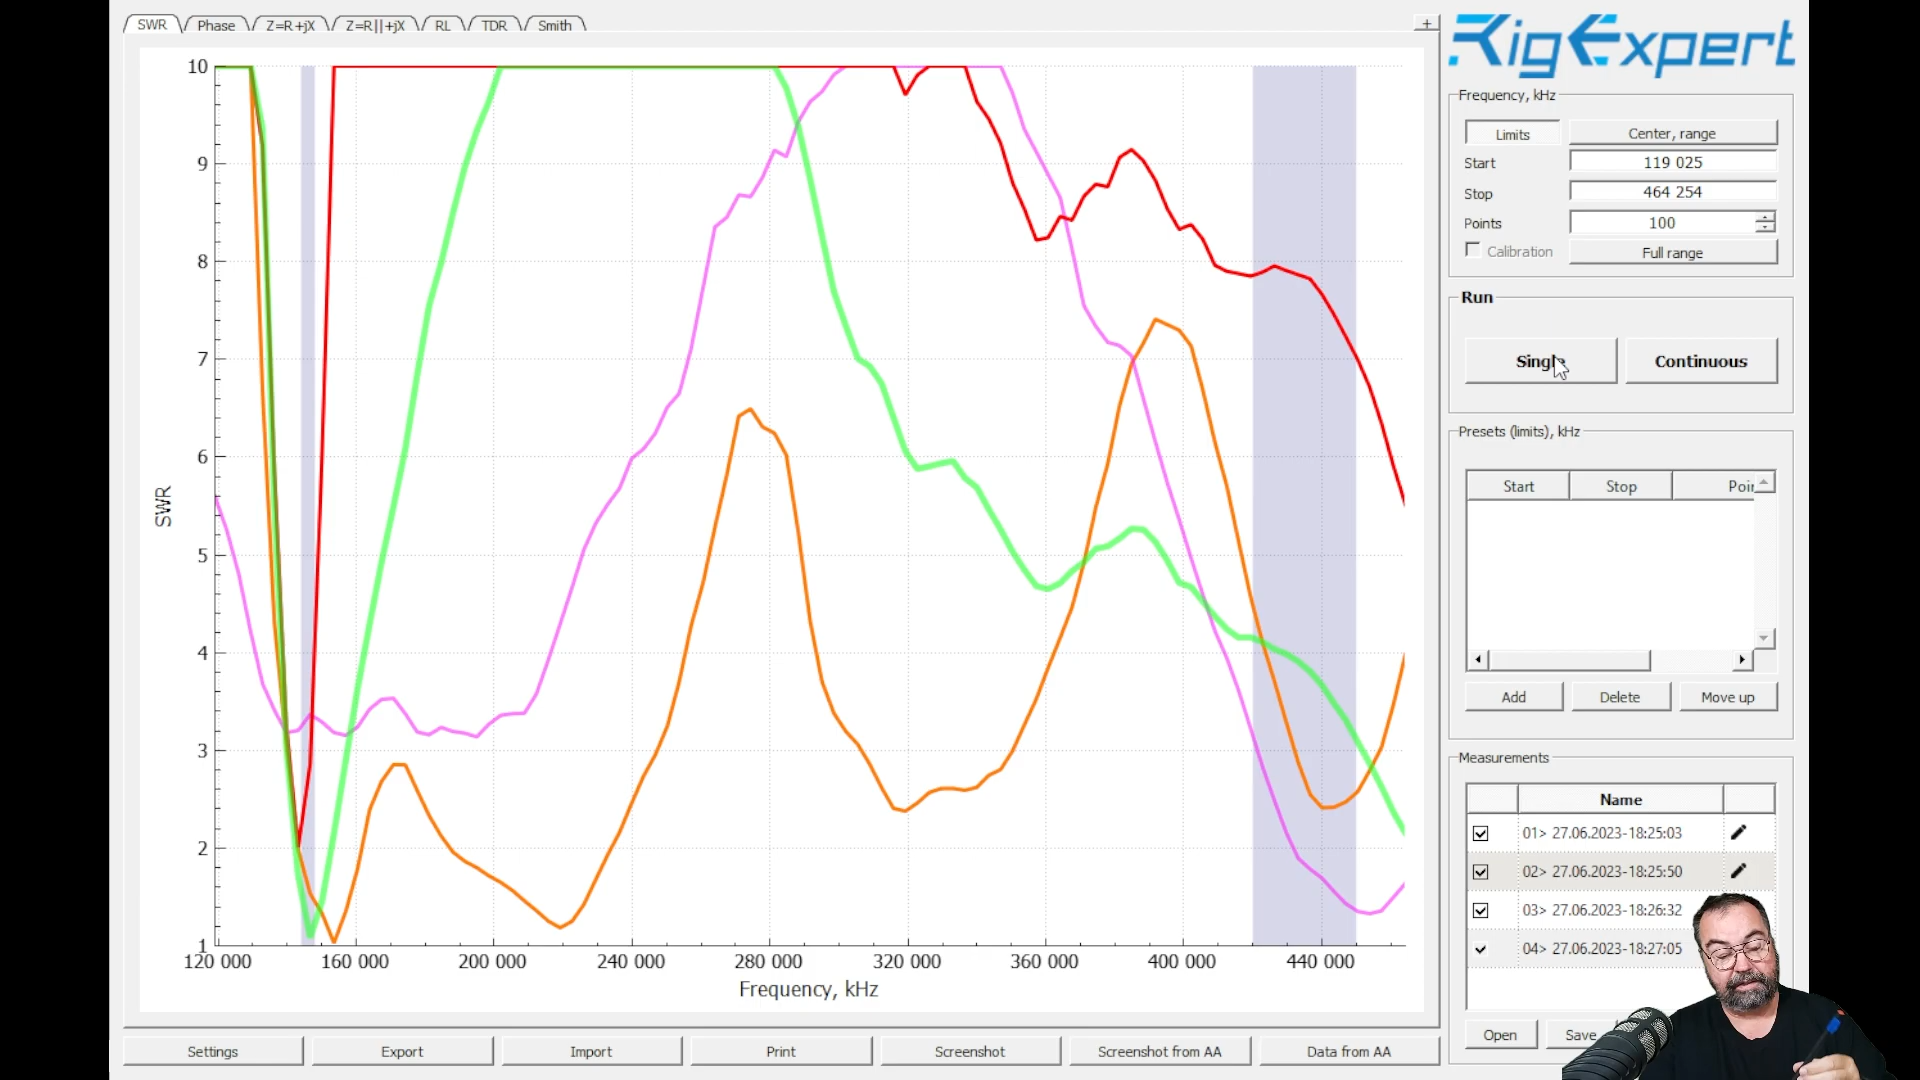 SWR Phase Z=R+jX Z=R||+jX RL TDR Smith +
RigExpert
10
9
8
7
6
5
4
3
2
1
SWR
120 000 160 000 200 000 240 000 280 000 320 000 360 000 400 000 440 000
Frequency, kHz
Settings Export Import Print Screenshot Screenshot from AA Data from AA
Frequency, kHz
Limits Center, range
Start 119 025
Stop 464 254
Points 100
Calibration Full range
Run
Single Continuous
Presets (limits), kHz
Start Stop Poir
Add Delete Move up
Measurements
Name
01> 27.06.2023-18:25:03
02> 27.06.2023-18:25:50
03> 27.06.2023-18:26:32
04> 27.06.2023-18:27:05
Open Save